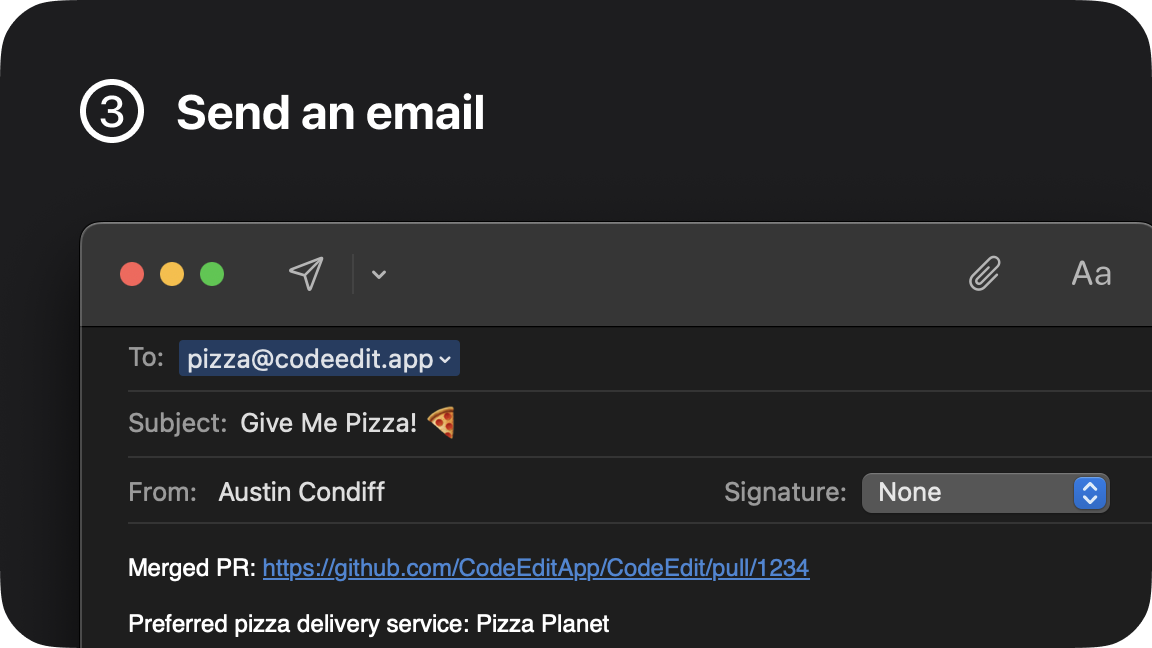 3 Send an email
Aa
To: pizza@codeedit.app
Subject: Give Me Pizza! 🍕
From: Austin Condiff Signature: None
Merged PR: https://github.com/CodeEditApp/CodeEdit/pull/1234
Preferred pizza delivery service: Pizza Planet